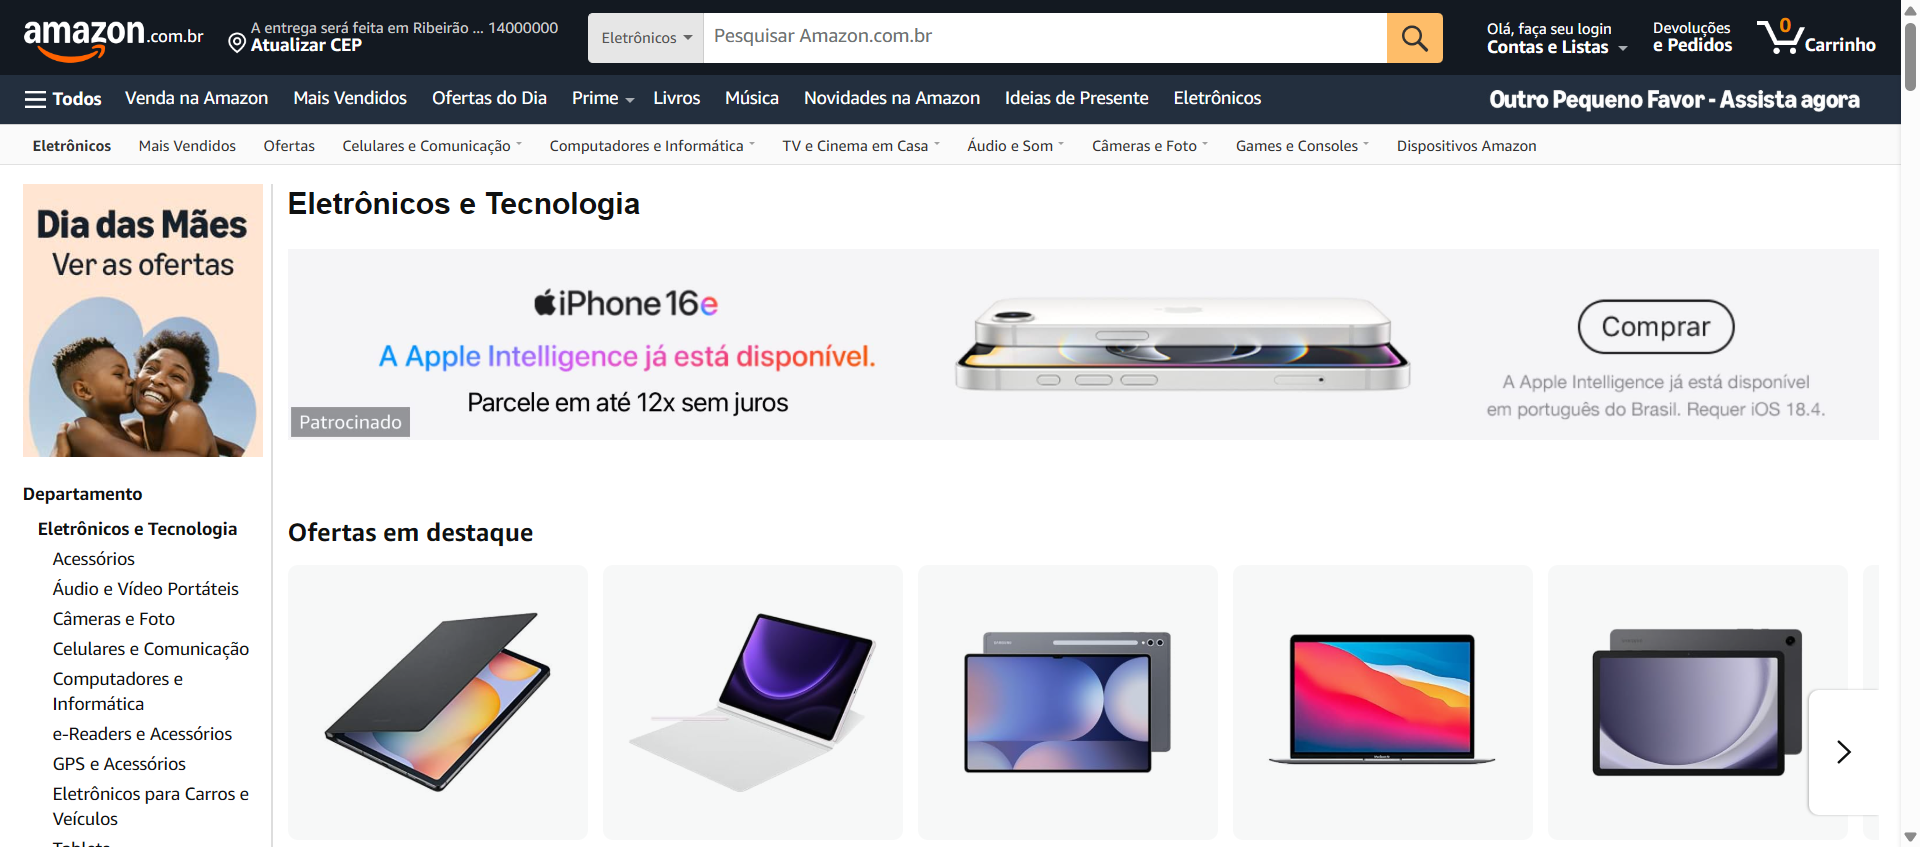 amazon.com.br
A entrega será feita em Ribeirão ... 14000000
Atualizar CEP
Eletrônicos
Pesquisar Amazon.com.br
Olá, faça seu login
Contas e Listas
Devoluções
e Pedidos
0
Carrinho
Todos
Venda na Amazon
Mais Vendidos
Ofertas do Dia
Prime
Livros
Música
Novidades na Amazon
Ideias de Presente
Eletrônicos
Outro Pequeno Favor - Assista agora
Eletrônicos
Mais Vendidos
Ofertas
Celulares e Comunicação
Computadores e Informática
TV e Cinema em Casa
Áudio e Som
Câmeras e Foto
Games e Consoles
Dispositivos Amazon
Dia das Mães
Ver as ofertas
Departamento
Eletrônicos e Tecnologia
Acessórios
Áudio e Vídeo Portáteis
Câmeras e Foto
Celulares e Comunicação
Computadores e
Informática
e-Readers e Acessórios
GPS e Acessórios
Eletrônicos para Carros e
Veículos
Tablets
Eletrônicos e Tecnologia
iPhone 16e
A Apple Intelligence já está disponível.
Parcele em até 12x sem juros
Patrocinado
Comprar
A Apple Intelligence já está disponível
em português do Brasil. Requer iOS 18.4.
Ofertas em destaque